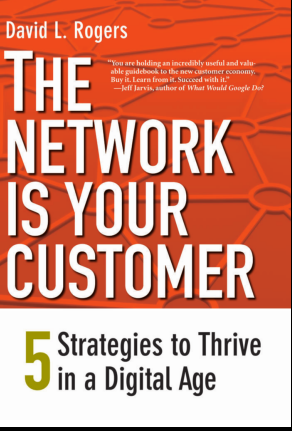 David L. Rogers
"You are holding an incredibly useful and valu-
able guidebook to the new customer economy.
Buy it. Learn from it. Succeed with it."
—Jeff Jarvis, author of What Would Google Do?
THE
NETWORK
IS YOUR
CUSTOMER
5 Strategies to Thrive
in a Digital Age